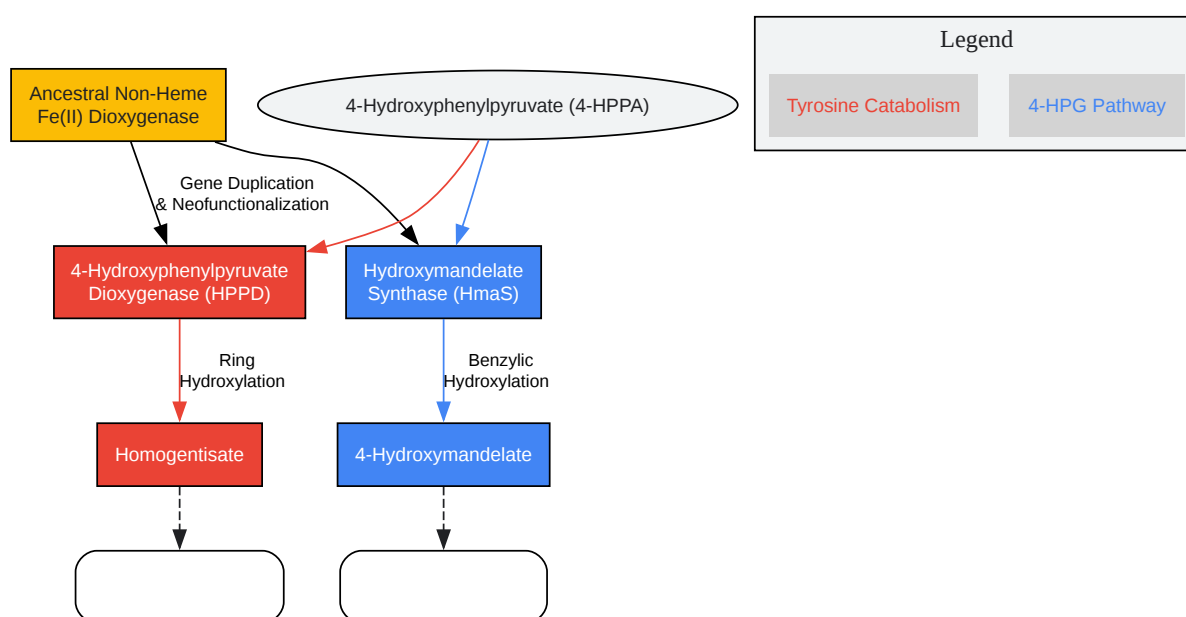 Legend
Tyrosine Catabolism
4-HPG Pathway
Ancestral Non-Heme
Fe(II) Dioxygenase
4-Hydroxyphenylpyruvate (4-HPPA)
Gene Duplication
& Neofunctionalization
4-Hydroxyphenylpyruvate
Dioxygenase (HPPD)
Hydroxymandelate
Synthase (HmaS)
Ring
Hydroxylation
Benzylic
Hydroxylation
Homogentisate
4-Hydroxymandelate